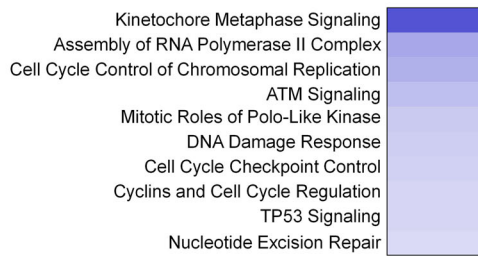 Kinetochore Metaphase Signaling
Assembly of RNA Polymerase II Complex
Cell Cycle Control of Chromosomal Replication
ATM Signaling
Mitotic Roles of Polo-Like Kinase
DNA Damage Response
Cell Cycle Checkpoint Control
Cyclins and Cell Cycle Regulation
TP53 Signaling
Nucleotide Excision Repair